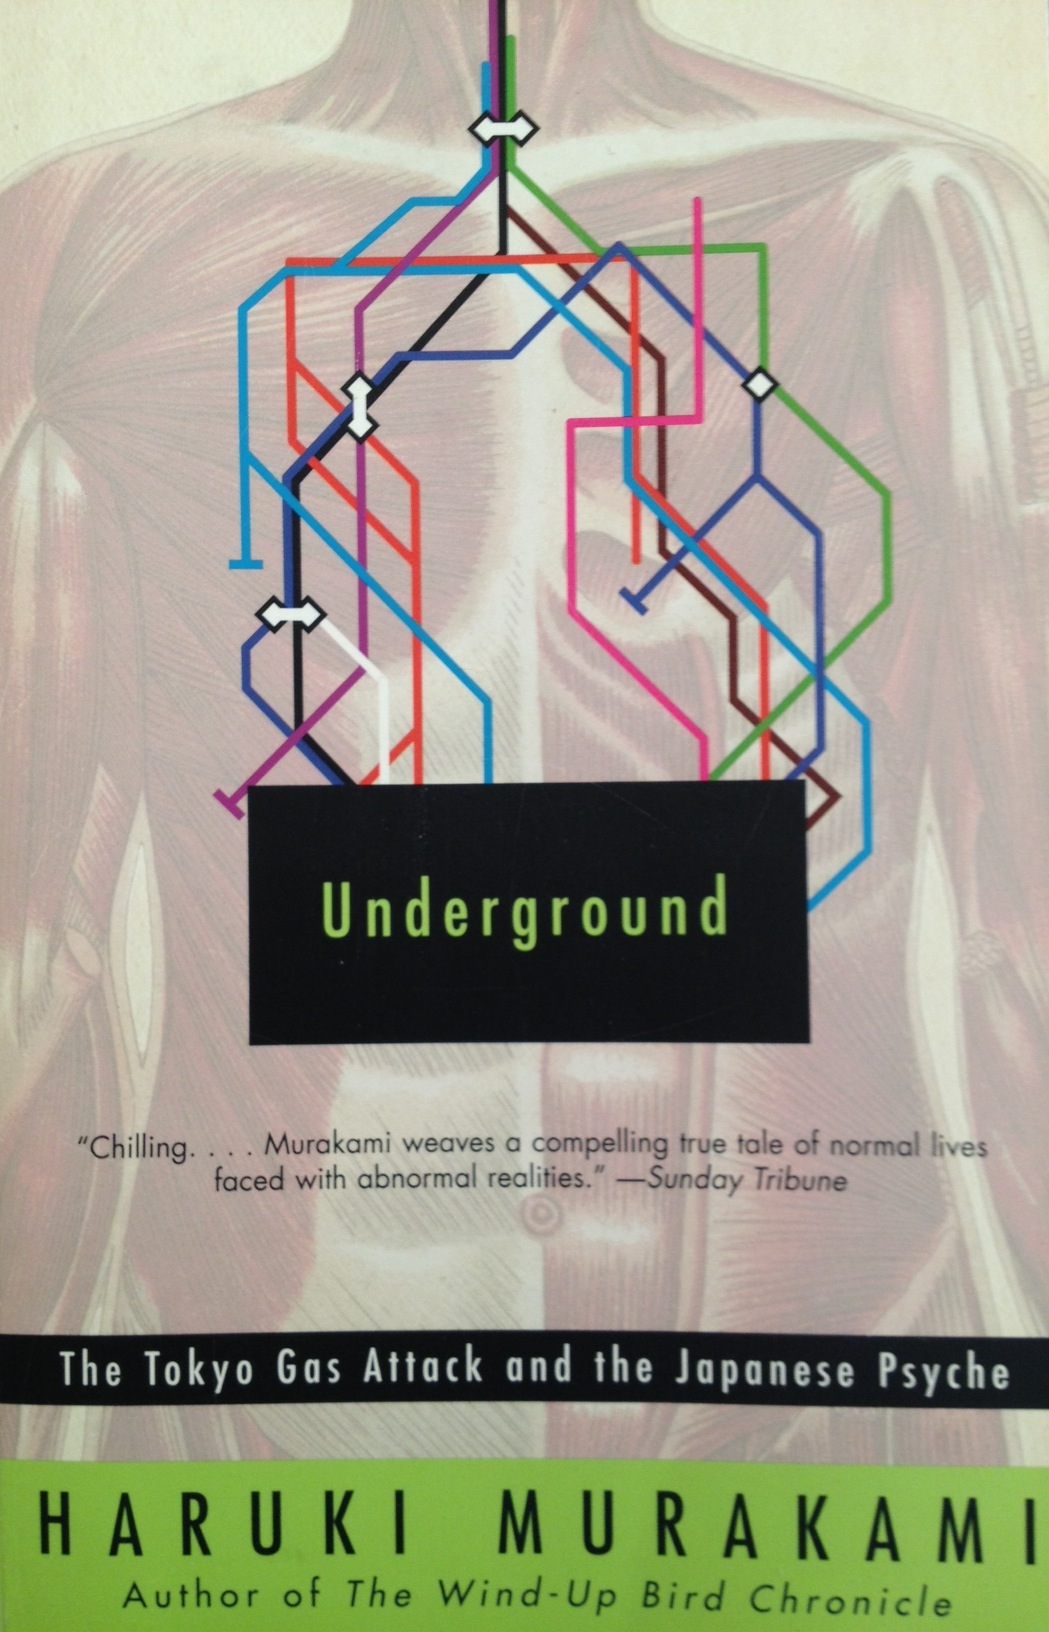 Underground
“Chilling. . . . Murakami weaves a compelling true tale of normal lives
faced with abnormal realities.” —Sunday Tribune
The Tokyo Gas Attack and the Japanese Psyche
HARUKI MURAKAMI
Author of The Wind-Up Bird Chronicle